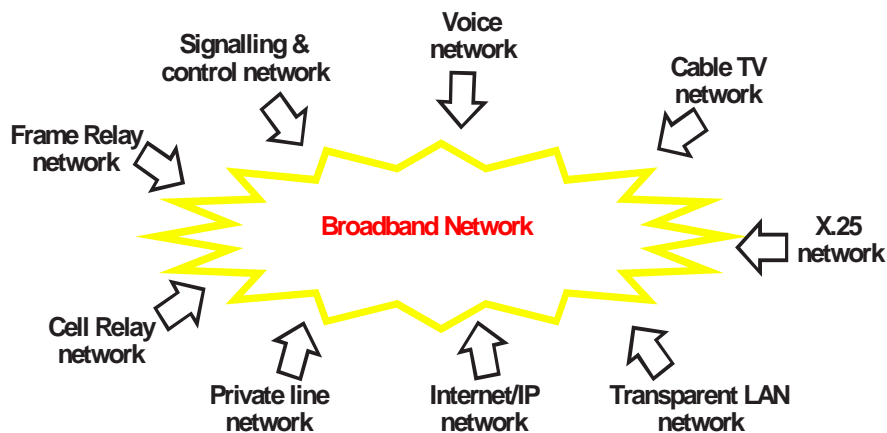 Voice
network
Signalling &
control network
Cable TV
network
Frame Relay
network
Broadband Network
X.25
network
Cell Relay
network
Private line
network
Internet/IP
network
Transparent LAN
network